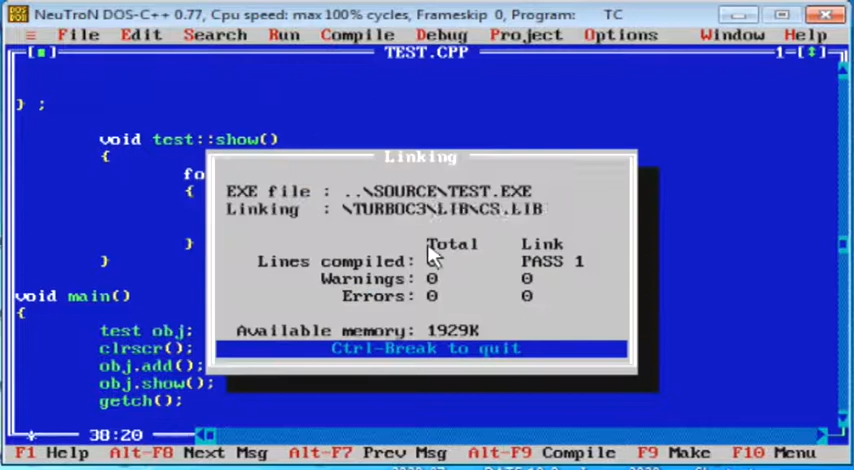 NeuTroN DOS-C++ 0.77, Cpu speed: max 100% cycles, Frameskip 0, Program: TC
≡ File Edit Search Run Compile Debug Project Options Window Help
TEST.CPP 1
} ;
void test::show()
{
fo
{
}
}
void main()
{
test obj;
clrscr();
obj.add();
obj.show();
getch();
Linking
EXE file : ..\SOURCE\TEST.EXE
Linking : \TURBOC3\LIB\CS.LIB
Total Link
Lines compiled: PASS 1
Warnings: 0 0
Errors: 0 0
Available memory: 1929K
Ctrl-Break to quit
38:20
F1 Help Alt-F8 Next Msg Alt-F7 Prev Msg Alt-F9 Compile F9 Make F10 Menu